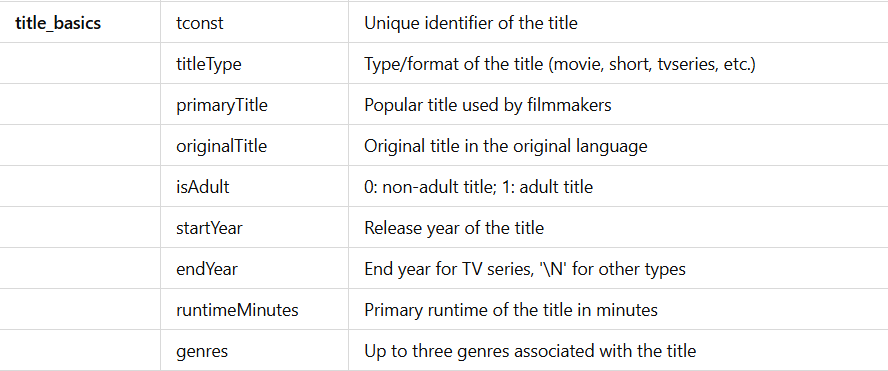 title_basics tconst Unique identifier of the title
titleType Type/format of the title (movie, short, tvseries, etc.)
primaryTitle Popular title used by filmmakers
originalTitle Original title in the original language
isAdult 0: non-adult title; 1: adult title
startYear Release year of the title
endYear End year for TV series, '\N' for other types
runtimeMinutes Primary runtime of the title in minutes
genres Up to three genres associated with the title